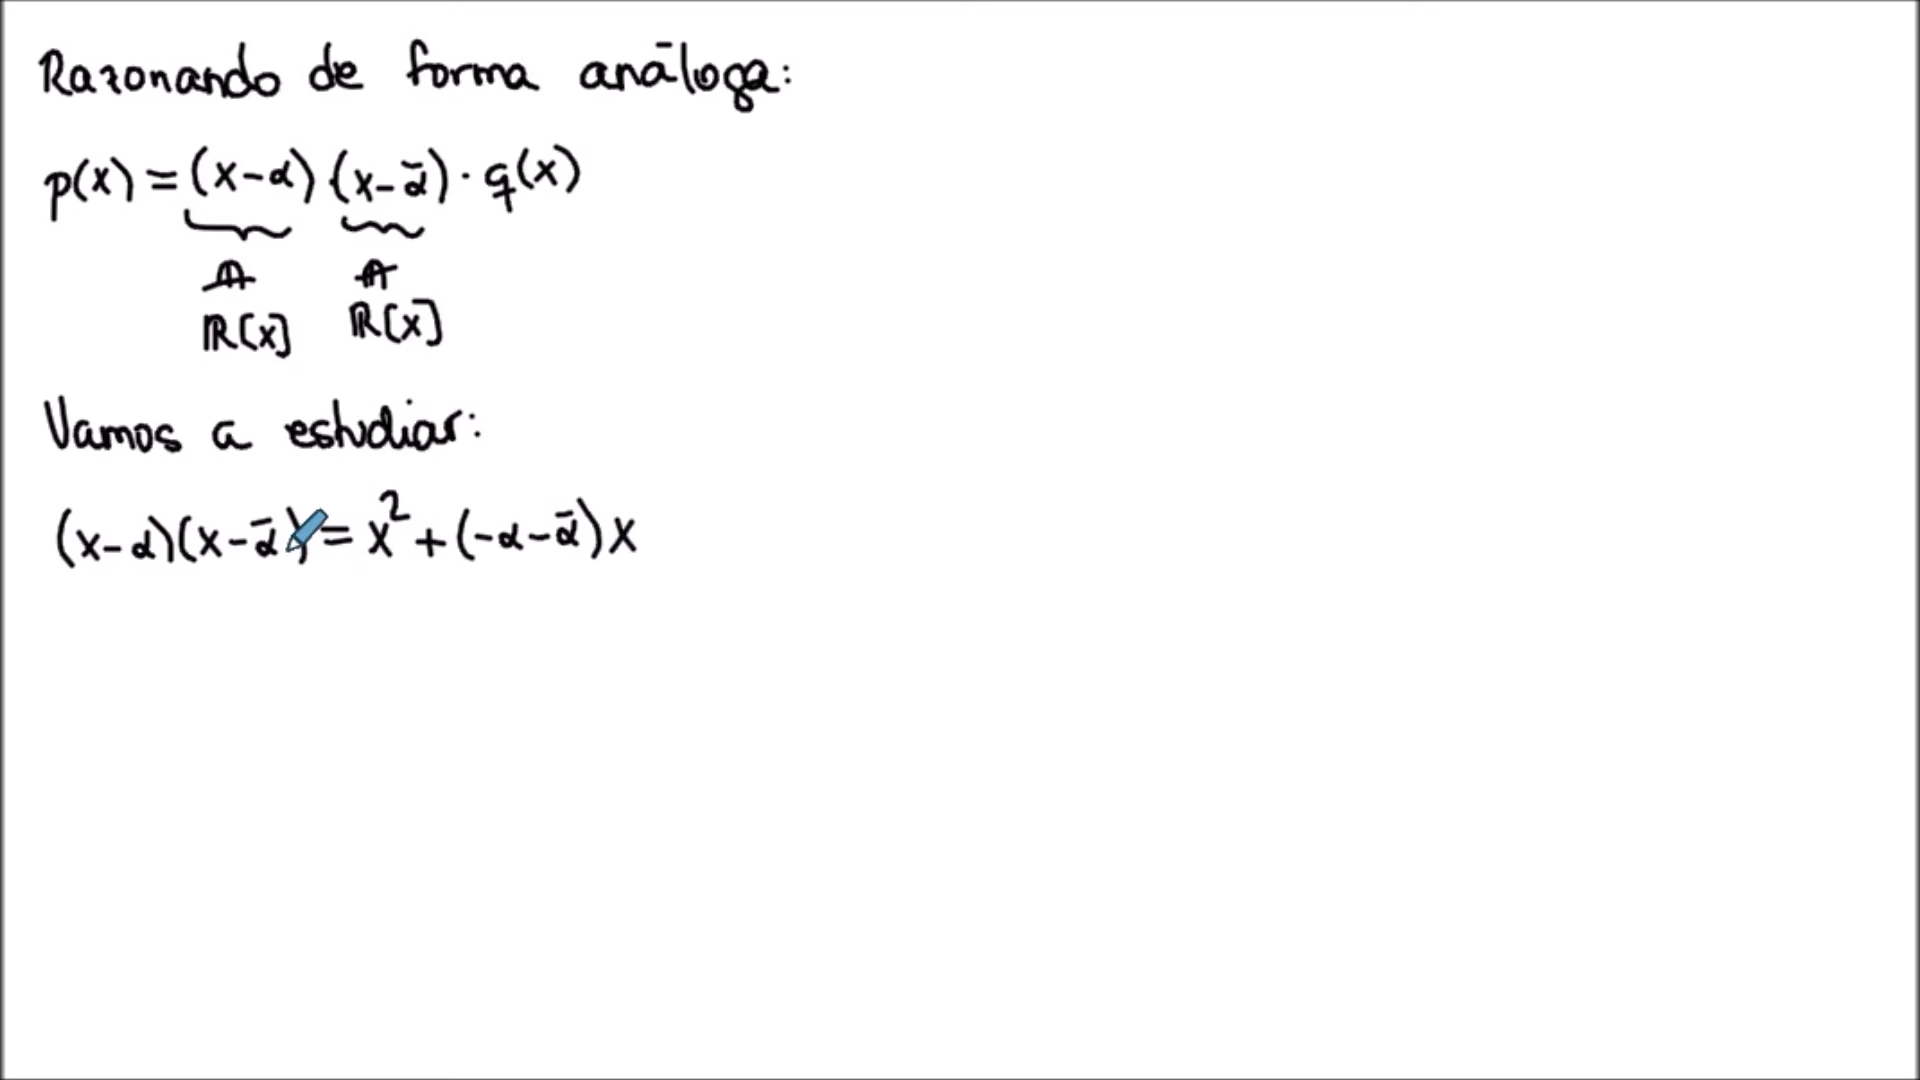 Razonando de forma análoga:
p(x) = (x-α)·(x-ᾱ)·q(x)
∉ ∉
ℝ[x] ℝ[x]
Vamos a estudiar:
(x-α)(x-ᾱ) = x² + (-α-ᾱ)x